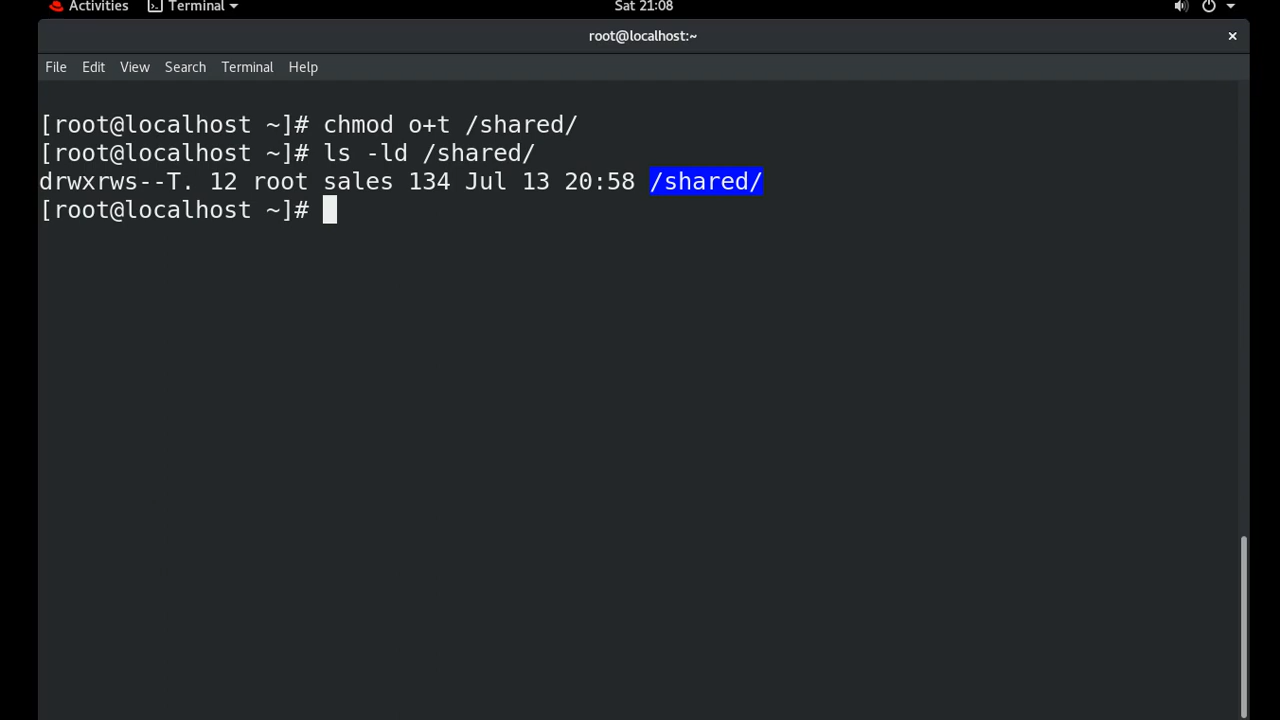 Activities Terminal Sat 21:08
root@localhost:~ ×
File Edit View Search Terminal Help
[root@localhost ~]# chmod o+t /shared/
[root@localhost ~]# ls -ld /shared/
drwxrws--T. 12 root sales 134 Jul 13 20:58 /shared/
[root@localhost ~]#